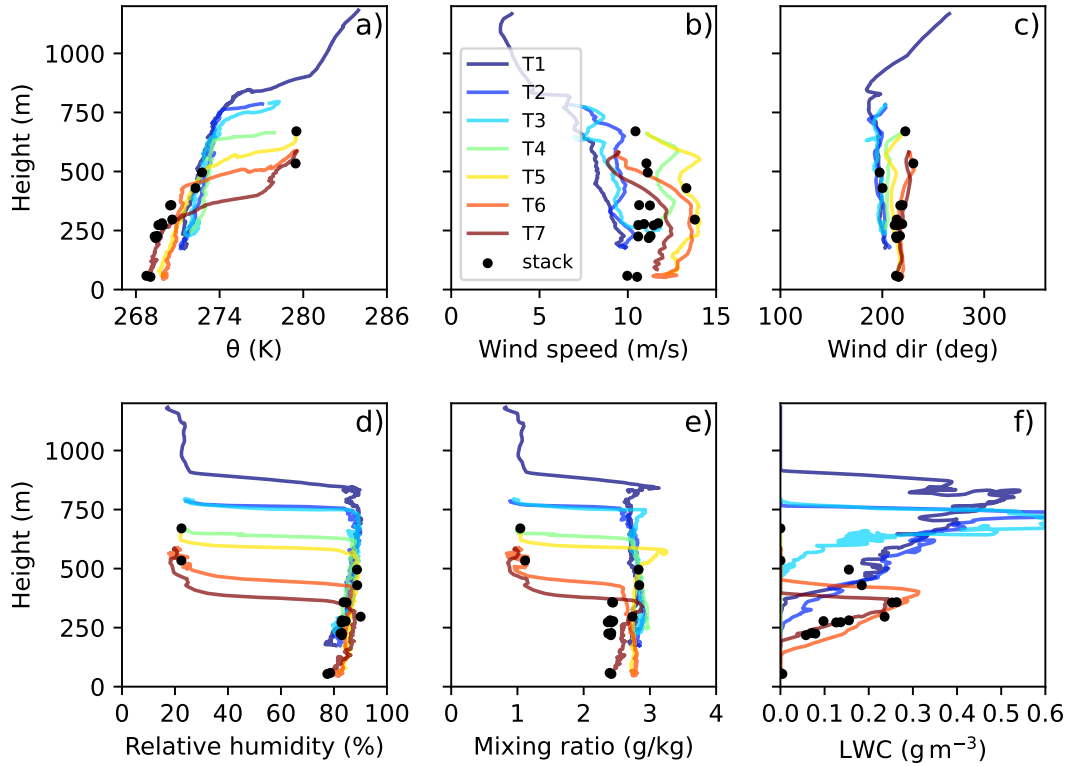 a)
b)
c)
1000
750
500
250
0
Height (m)
268
274
280
286
θ (K)
T1
T2
T3
T4
T5
T6
T7
stack
0
5
10
15
Wind speed (m/s)
100
200
300
Wind dir (deg)
d)
e)
f)
1000
750
500
250
0
Height (m)
0
20
40
60
80
100
Relative humidity (%)
0
1
2
3
4
Mixing ratio (g/kg)
0.0
0.1
0.2
0.3
0.4
0.5
0.6
LWC (g m⁻³)